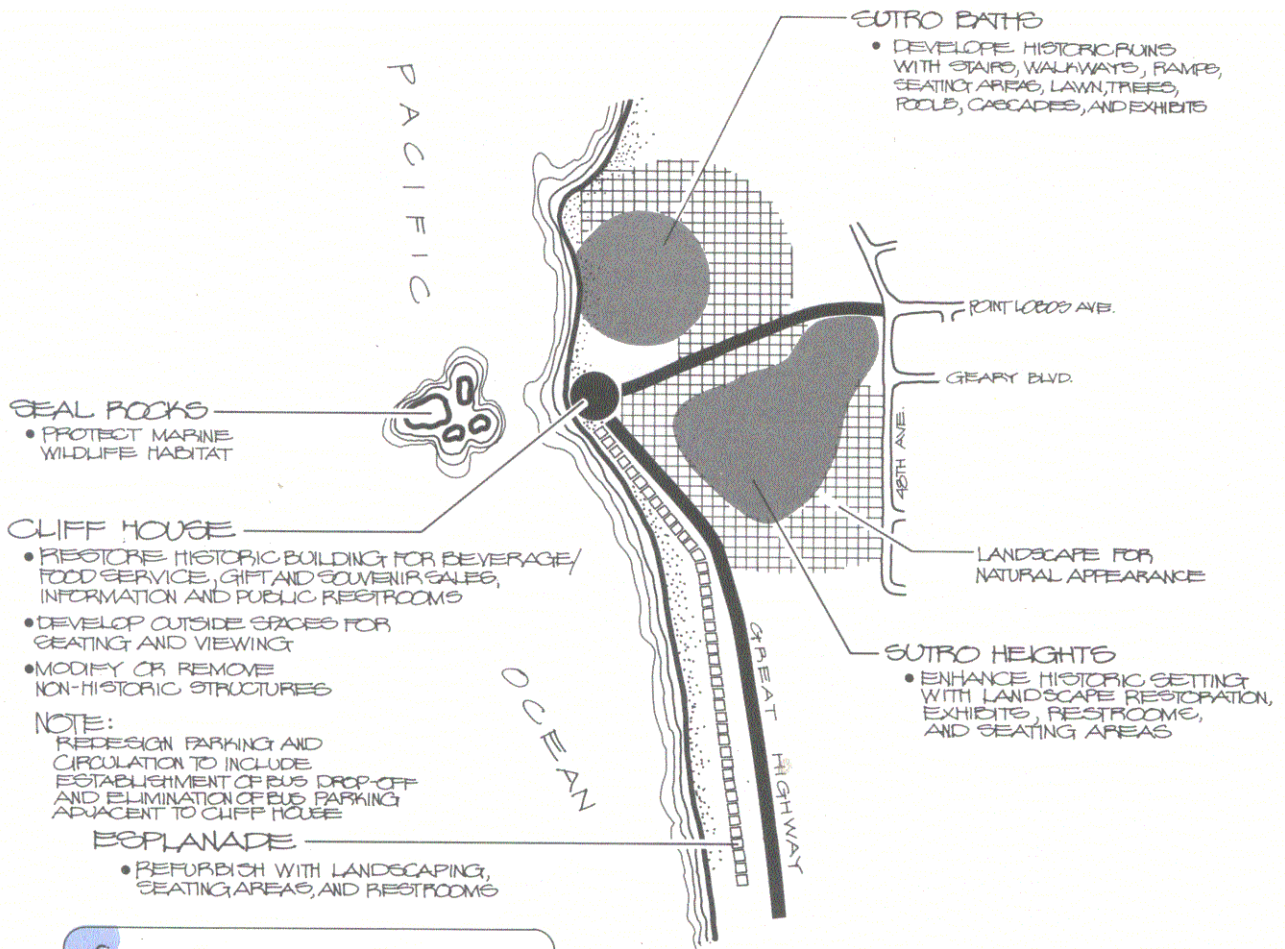 SUTRO BATHS
• DEVELOPE HISTORIC RUINS
WITH STAIRS, WALKWAYS, RAMPS,
SEATING AREAS, LAWN, TREES,
POOLS, CASCADES, AND EXHIBITS
PACIFIC
POINT LOBOS AVE.
GEARY BLVD.
48TH AVE.
SEAL ROCKS
• PROTECT MARINE
WILDLIFE HABITAT
CLIFF HOUSE
• RESTORE HISTORIC BUILDING FOR BEVERAGE/
FOOD SERVICE, GIFT AND SOUVENIR SALES,
INFORMATION AND PUBLIC RESTROOMS
• DEVELOP OUTSIDE SPACES FOR
SEATING AND VIEWING
• MODIFY OR REMOVE
NON-HISTORIC STRUCTURES
NOTE:
REDESIGN PARKING AND
CIRCULATION TO INCLUDE
ESTABLISHMENT OF BUS DROP-OFF
AND ELIMINATION OF BUS PARKING
ADJACENT TO CLIFF HOUSE
LANDSCAPE FOR
NATURAL APPEARANCE
SUTRO HEIGHTS
• ENHANCE HISTORIC SETTING
WITH LANDSCAPE RESTORATION,
EXHIBITS, RESTROOMS,
AND SEATING AREAS
OCEAN
GREAT HIGHWAY
ESPLANADE
• REFURBISH WITH LANDSCAPING,
SEATING AREAS, AND RESTROOMS